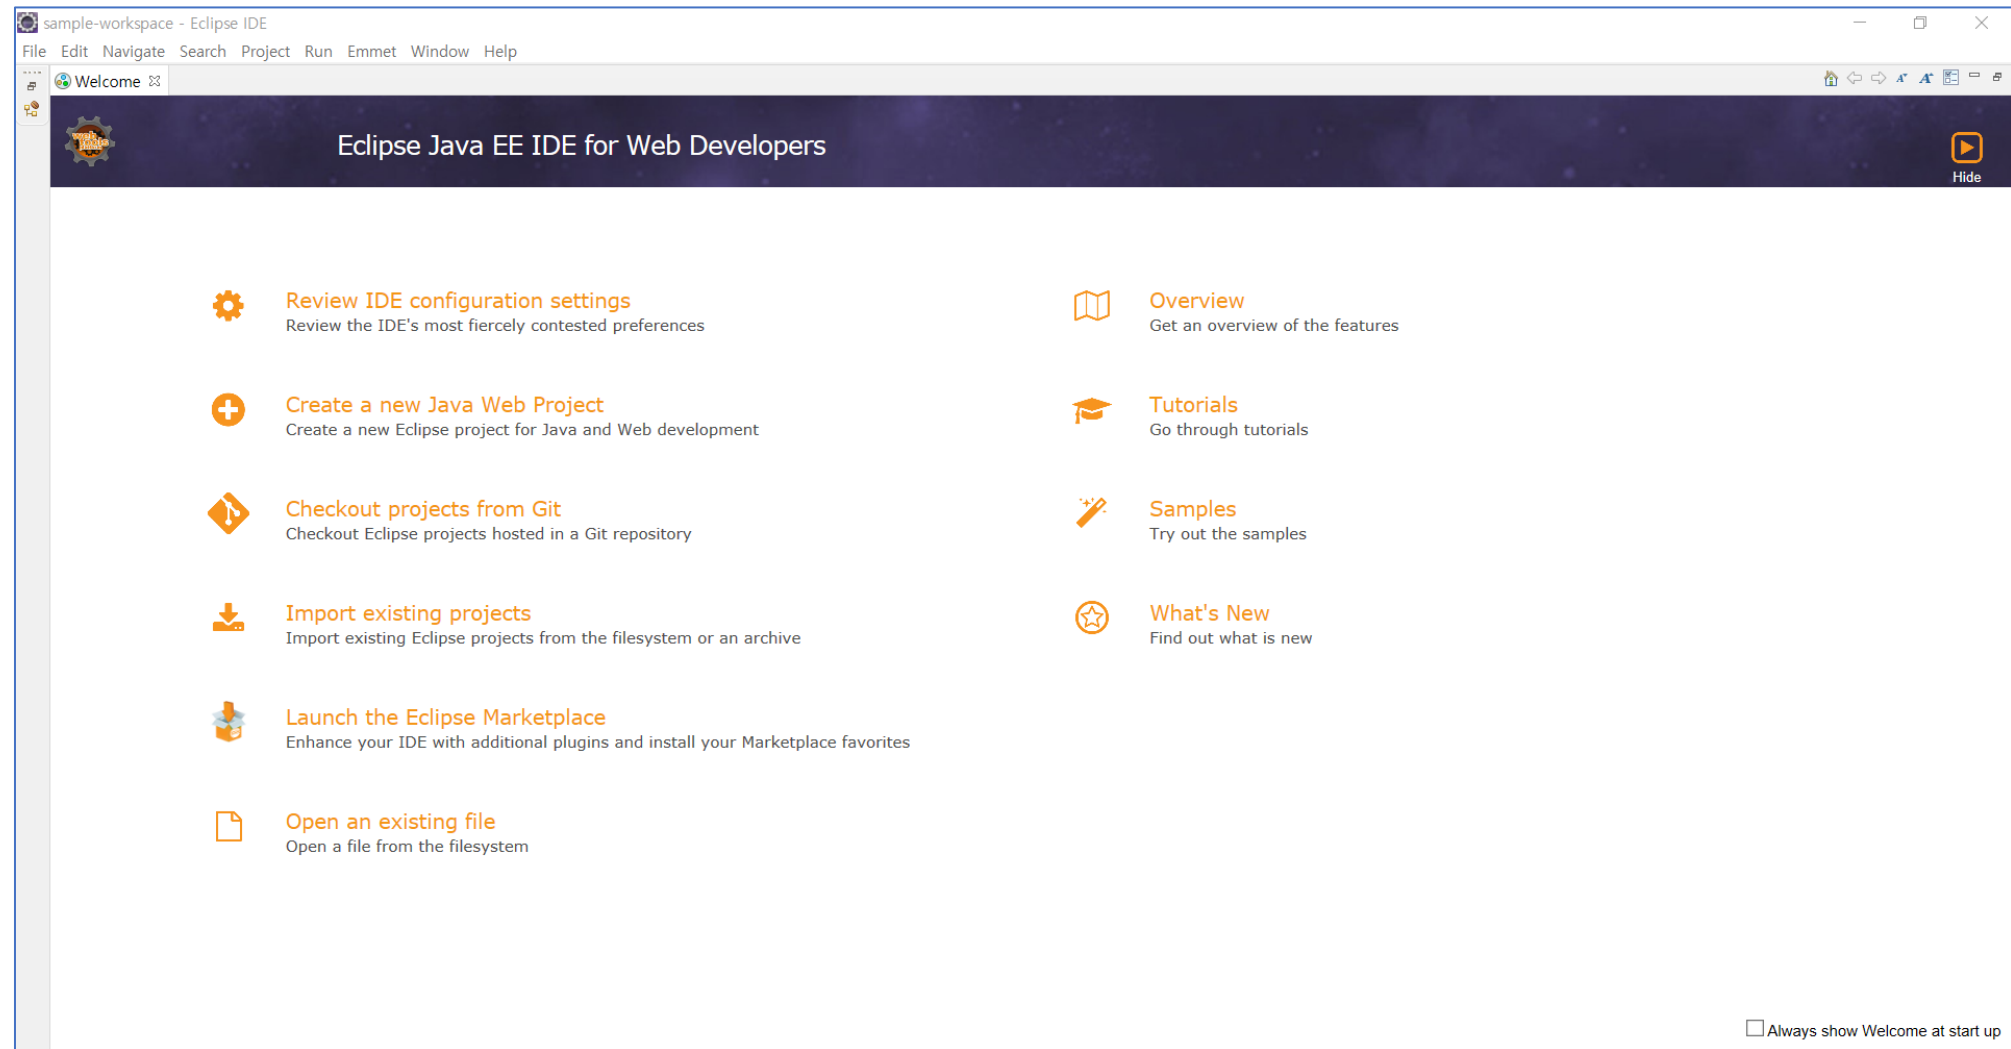 sample-workspace - Eclipse IDE
File Edit Navigate Search Project Run Emmet Window Help
Welcome
Eclipse Java EE IDE for Web Developers
Hide
Review IDE configuration settings
Review the IDE's most fiercely contested preferences
Overview
Get an overview of the features
Create a new Java Web Project
Create a new Eclipse project for Java and Web development
Tutorials
Go through tutorials
Checkout projects from Git
Checkout Eclipse projects hosted in a Git repository
Samples
Try out the samples
Import existing projects
Import existing Eclipse projects from the filesystem or an archive
What's New
Find out what is new
Launch the Eclipse Marketplace
Enhance your IDE with additional plugins and install your Marketplace favorites
Open an existing file
Open a file from the filesystem
Always show Welcome at start up